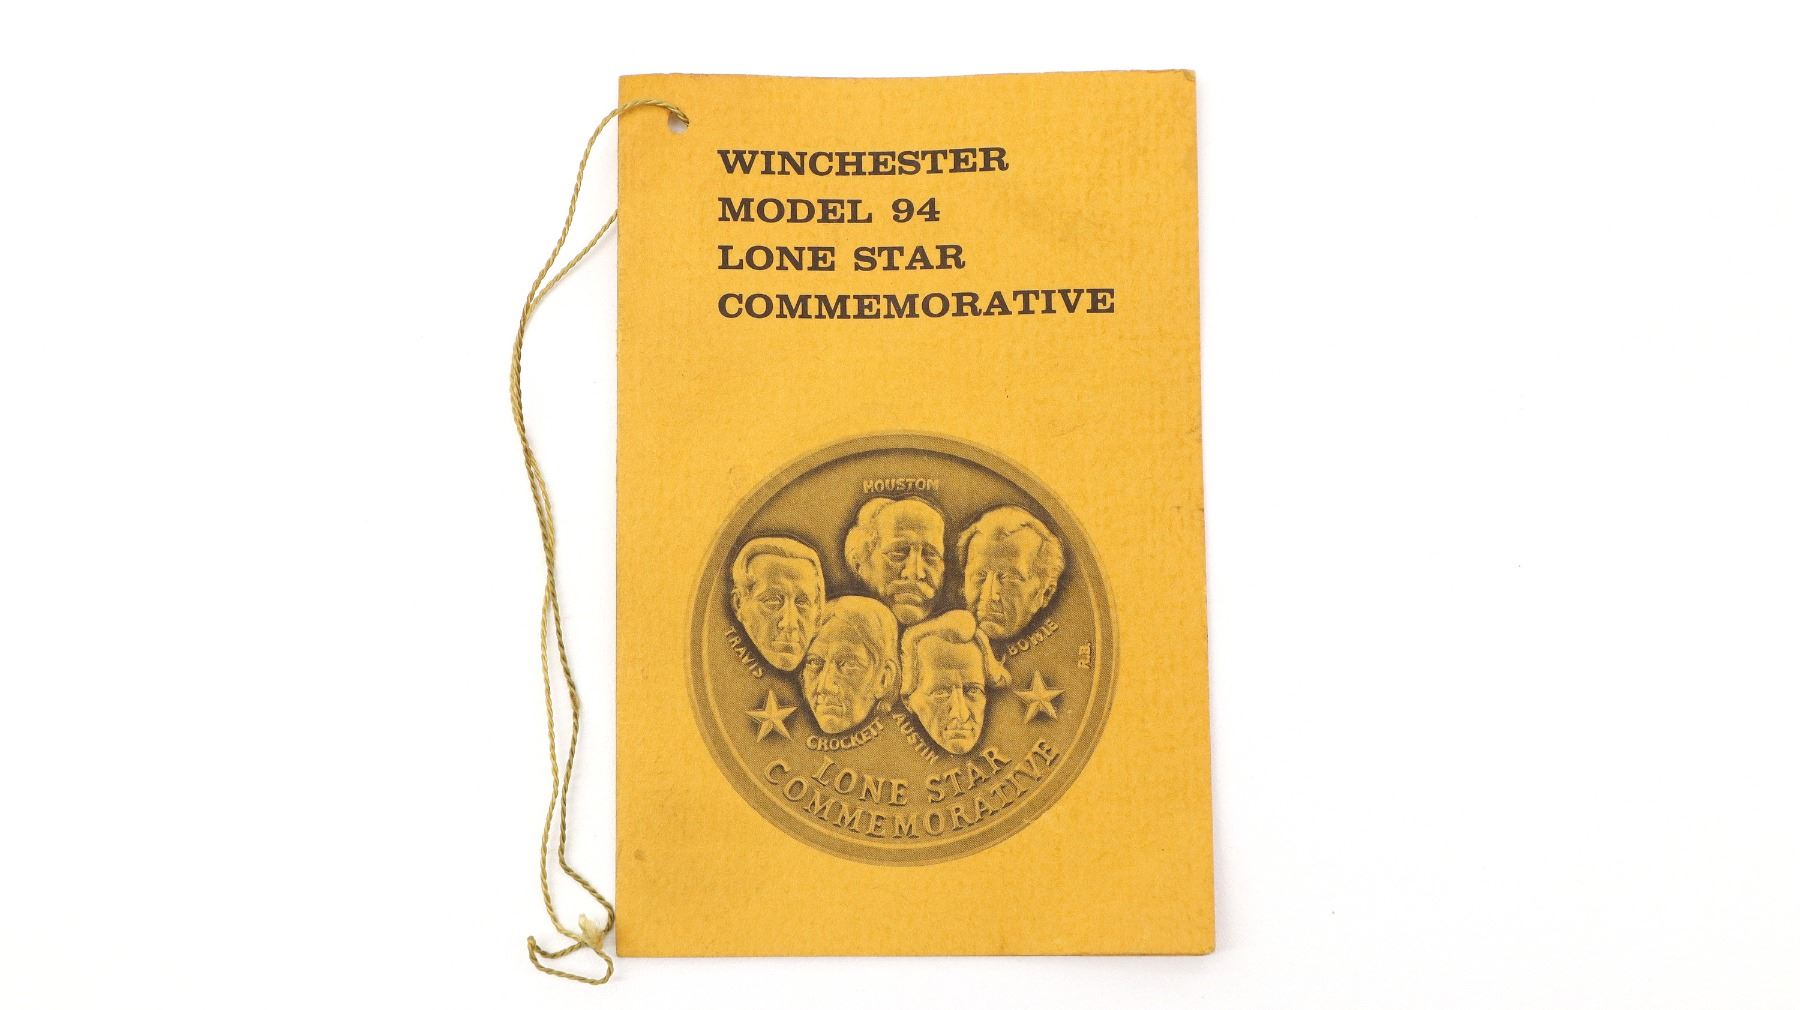 WINCHESTER
MODEL 94
LONE STAR
COMMEMORATIVE
HOUSTON
TRAVIS
BOWIE
R.B.
CROCKETT
AUSTIN
LONE STAR
COMMEMORATIVE